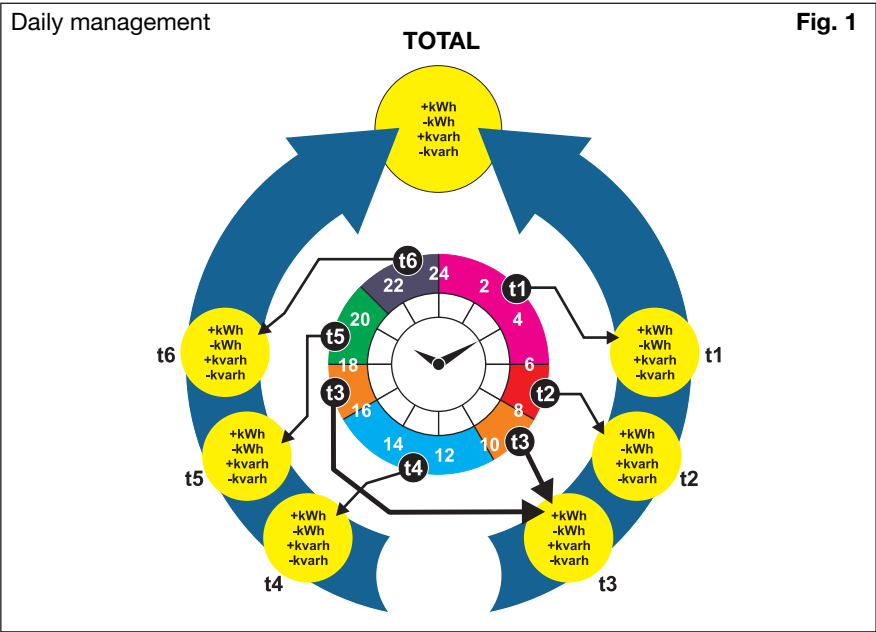 Daily management
Fig. 1
TOTAL
+kWh
-kWh
+kvarh
-kvarh
t6
24
22
2
t1
4
20
t5
18
6
t3
t2
16
8
t3
14
12
10
t4
+kWh
-kWh
+kvarh
-kvarh
t6
+kWh
-kWh
+kvarh
-kvarh
t1
+kWh
-kWh
+kvarh
-kvarh
t5
+kWh
-kWh
+kvarh
-kvarh
t2
+kWh
-kWh
+kvarh
-kvarh
t4
+kWh
-kWh
+kvarh
-kvarh
t3